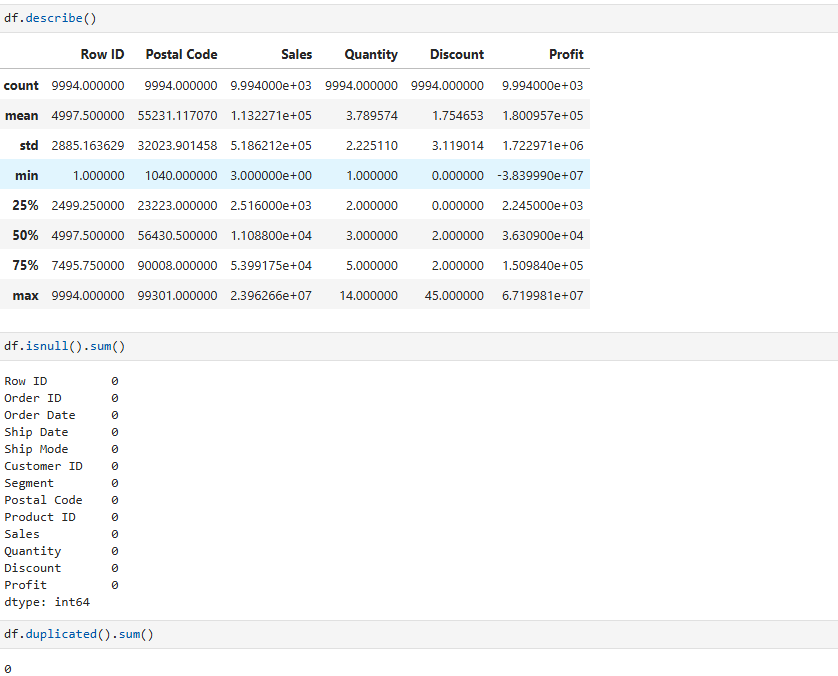 df.describe()
Row ID Postal Code Sales Quantity Discount Profit
count 9994.000000 9994.000000 9.994000e+03 9994.000000 9994.000000 9.994000e+03
mean 4997.500000 55231.117070 1.132271e+05 3.789574 1.754653 1.800957e+05
std 2885.163629 32023.901458 5.186212e+05 2.225110 3.119014 1.722971e+06
min 1.000000 1040.000000 3.000000e+00 1.000000 0.000000 -3.839990e+07
25% 2499.250000 23223.000000 2.516000e+03 2.000000 0.000000 2.245000e+03
50% 4997.500000 56430.500000 1.108800e+04 3.000000 2.000000 3.630900e+04
75% 7495.750000 90008.000000 5.399175e+04 5.000000 2.000000 1.509840e+05
max 9994.000000 99301.000000 2.396266e+07 14.000000 45.000000 6.719981e+07
df.isnull().sum()
Row ID 0
Order ID 0
Order Date 0
Ship Date 0
Ship Mode 0
Customer ID 0
Segment 0
Postal Code 0
Product ID 0
Sales 0
Quantity 0
Discount 0
Profit 0
dtype: int64
df.duplicated().sum()
0